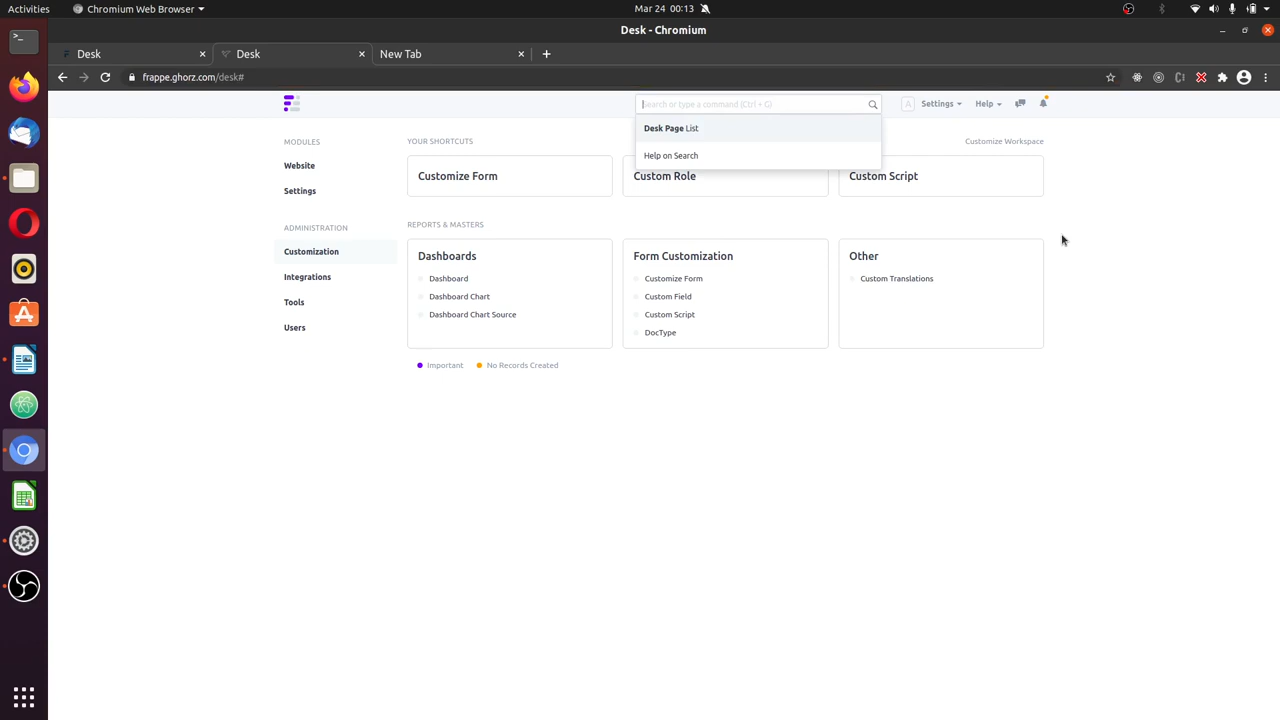 Activities
Chromium Web Browser
Mar 24 00:13
Desk - Chromium
Desk
Desk
New Tab
frappe.ghorz.com/desk#
Search or type a command (Ctrl + G)
A
Settings
Help
Desk Page List
Help on Search
MODULES
Website
Settings
ADMINISTRATION
Customization
Integrations
Tools
Users
YOUR SHORTCUTS
Customize Workspace
Customize Form
Custom Role
Custom Script
REPORTS & MASTERS
Dashboards
Dashboard
Dashboard Chart
Dashboard Chart Source
Form Customization
Customize Form
Custom Field
Custom Script
DocType
Other
Custom Translations
Important
No Records Created